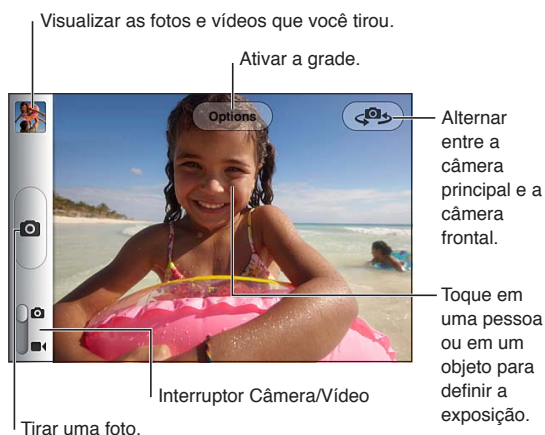 Visualizar as fotos e vídeos que você tirou.
Ativar a grade.
Options
Alternar
entre a
câmera
principal e a
câmera
frontal.
Toque em
uma pessoa
ou em um
objeto para
definir a
exposição.
Interruptor Câmera/Vídeo
Tirar uma foto.